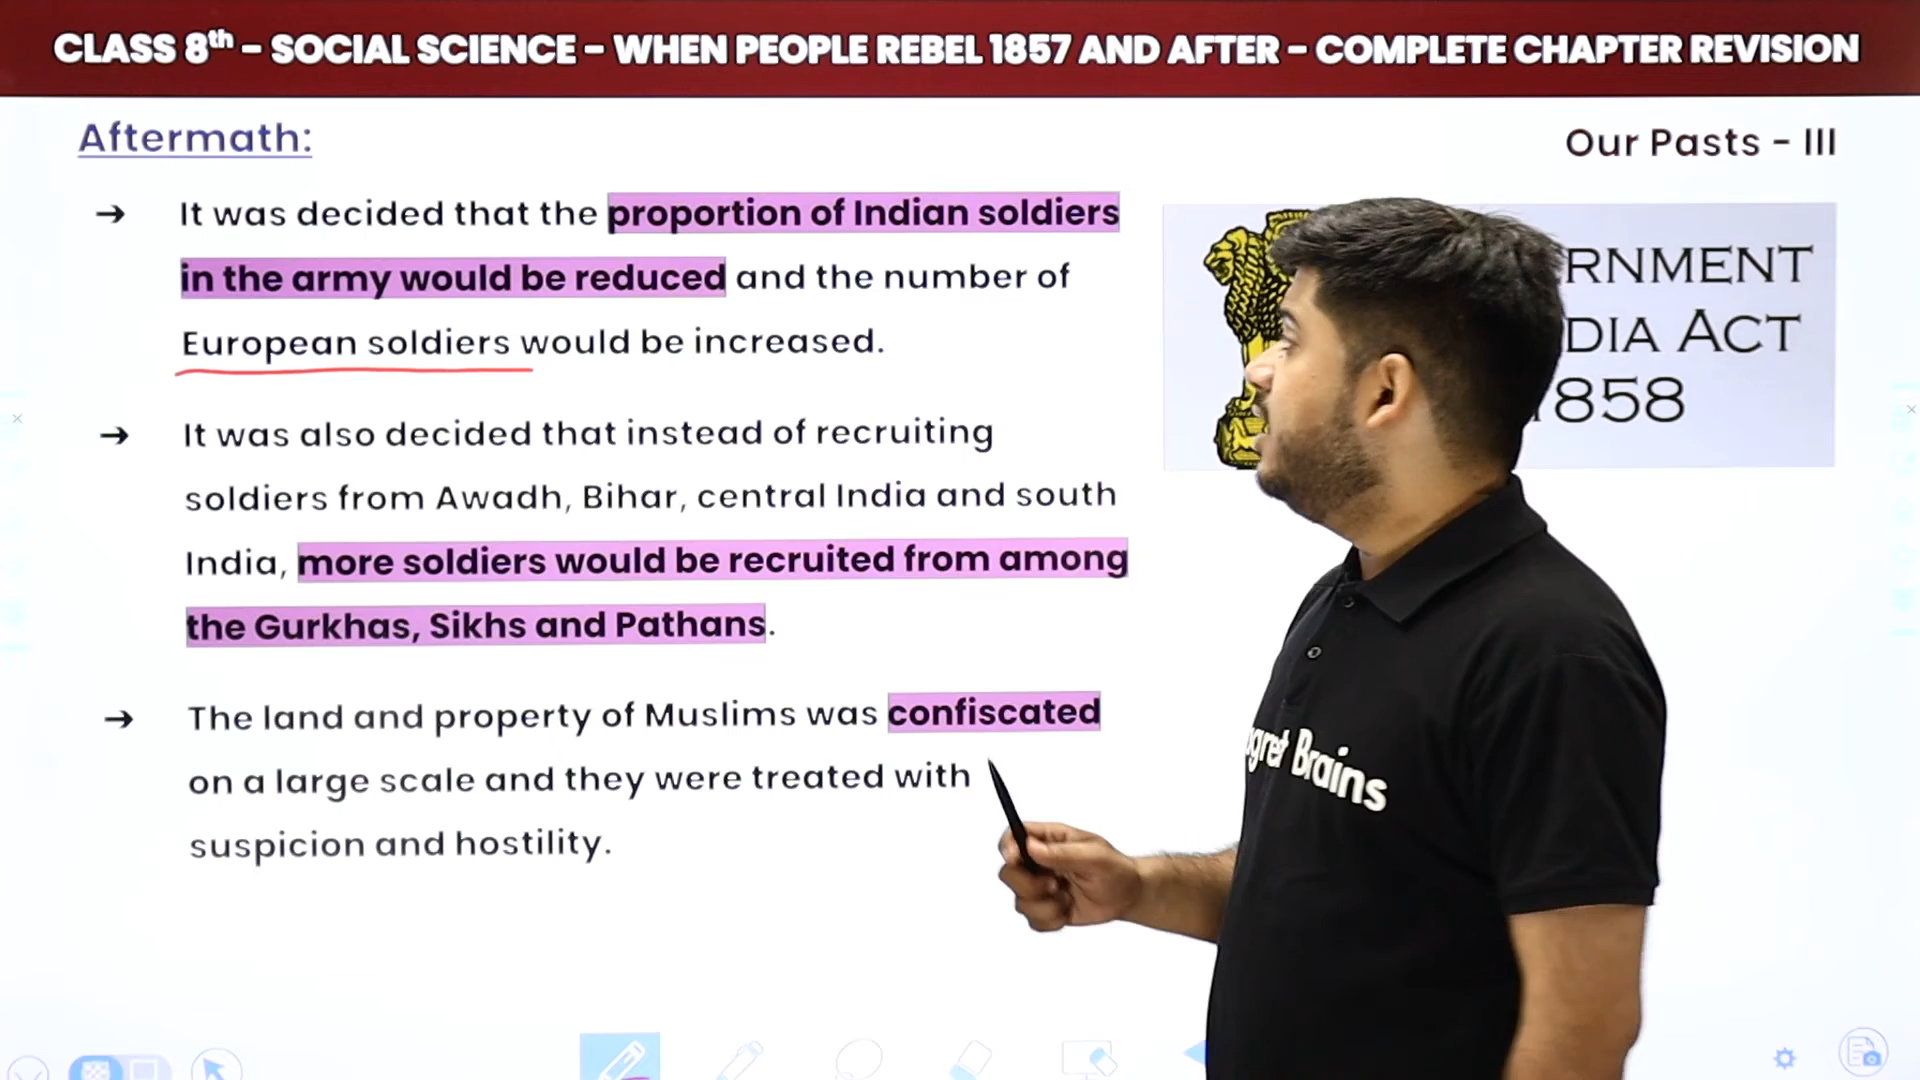 CLASS 8th – SOCIAL SCIENCE – WHEN PEOPLE REBEL 1857 AND AFTER – COMPLETE CHAPTER REVISION
Aftermath:
Our Pasts - III
→ It was decided that the proportion of Indian soldiers
in the army would be reduced and the number of
European soldiers would be increased.
→ It was also decided that instead of recruiting
soldiers from Awadh, Bihar, central India and south
India, more soldiers would be recruited from among
the Gurkhas, Sikhs and Pathans.
→ The land and property of Muslims was confiscated
on a large scale and they were treated with
suspicion and hostility.
RNMENT
DIA ACT
1858
Brains